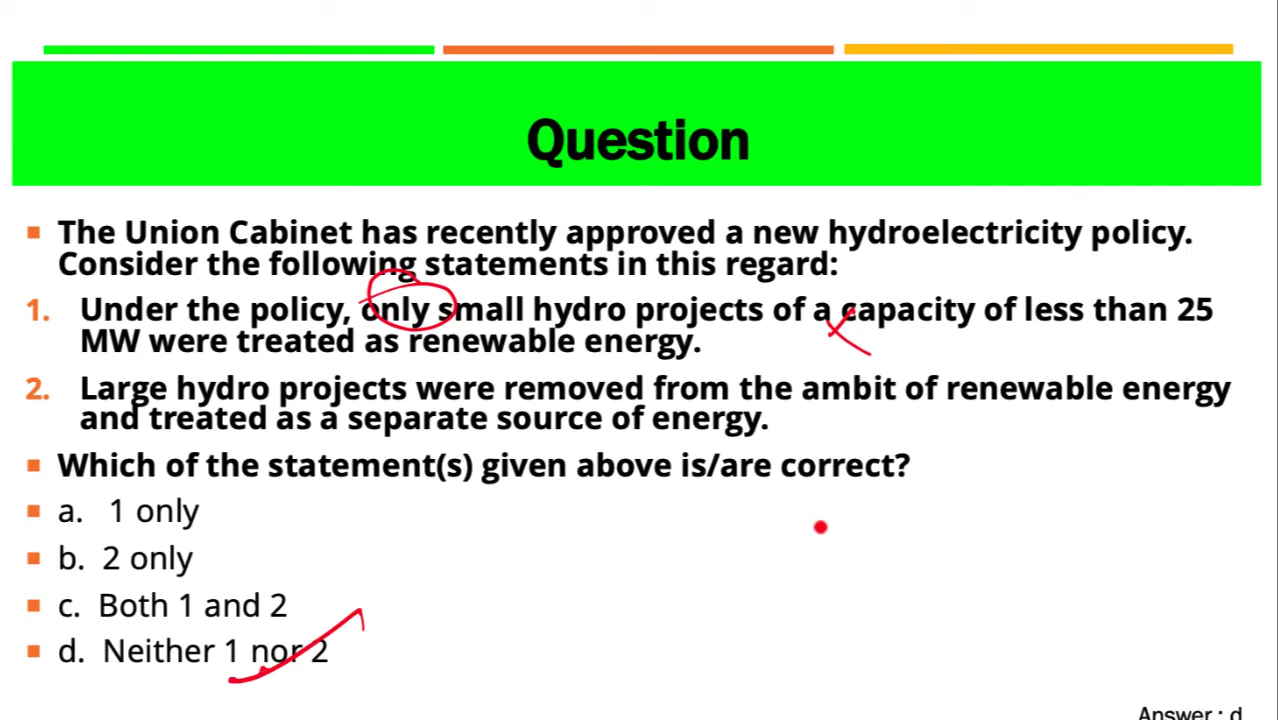 Question
The Union Cabinet has recently approved a new hydroelectricity policy.
Consider the following statements in this regard:
1. Under the policy, only small hydro projects of a capacity of less than 25
MW were treated as renewable energy.
2. Large hydro projects were removed from the ambit of renewable energy
and treated as a separate source of energy.
Which of the statement(s) given above is/are correct?
a. 1 only
b. 2 only
c. Both 1 and 2
d. Neither 1 nor 2
Answer : d